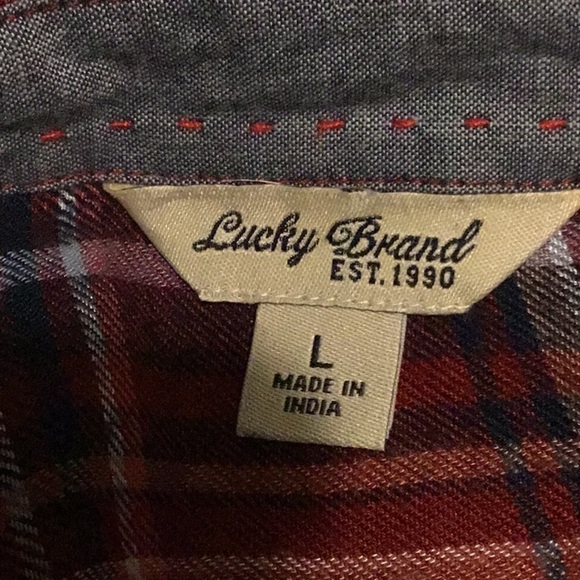 Lucky Brand
EST. 1990
L
MADE IN
INDIA